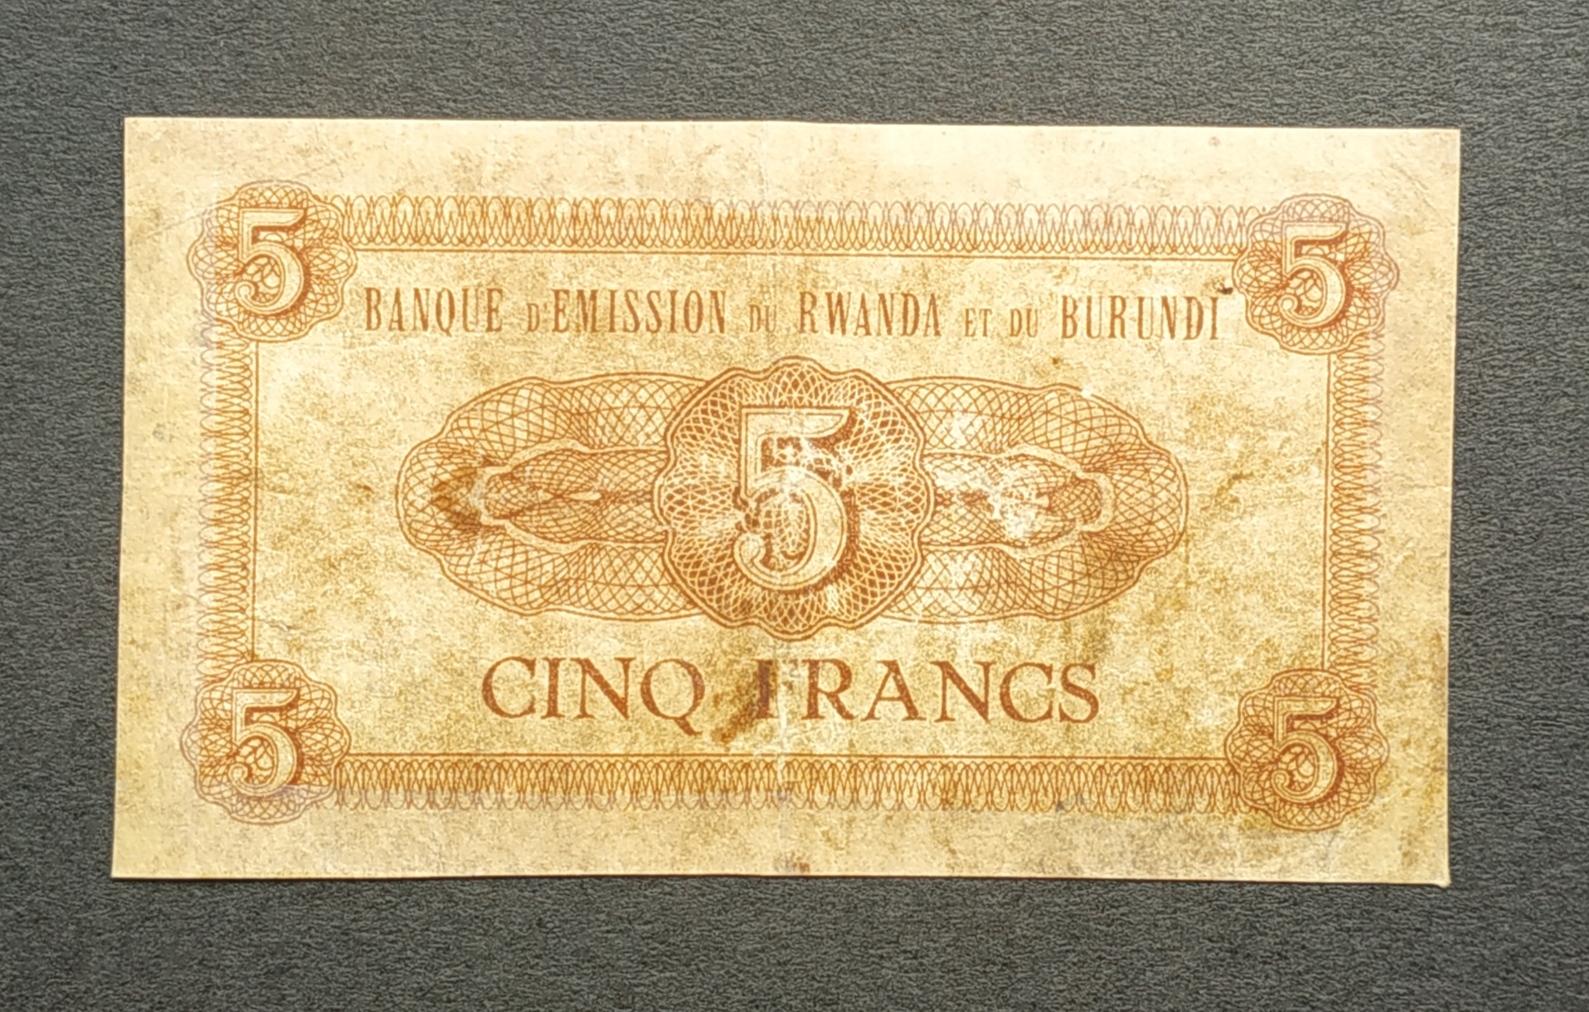 5 5
BANQUE D'EMISSION DU RWANDA ET DU BURUNDI
5
CINQ FRANCS
5 5